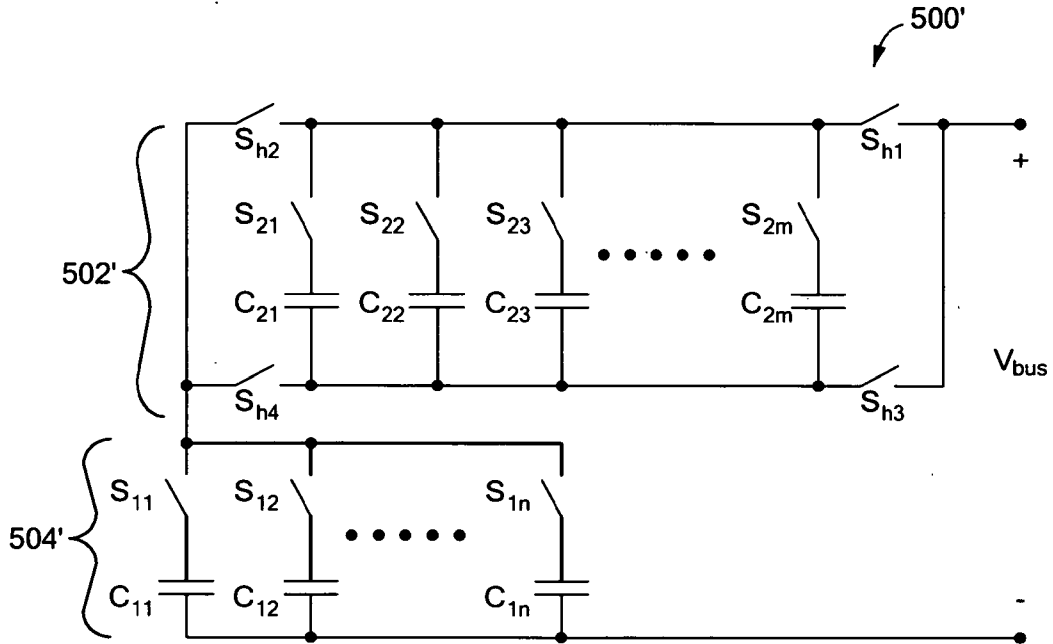 500'
S_h2
S_h1
+
S_21
S_22
S_23
S_2m
502'
C_21
C_22
C_23
C_2m
V_bus
S_h4
S_h3
S_11
S_12
S_1n
504'
C_11
C_12
C_1n
-